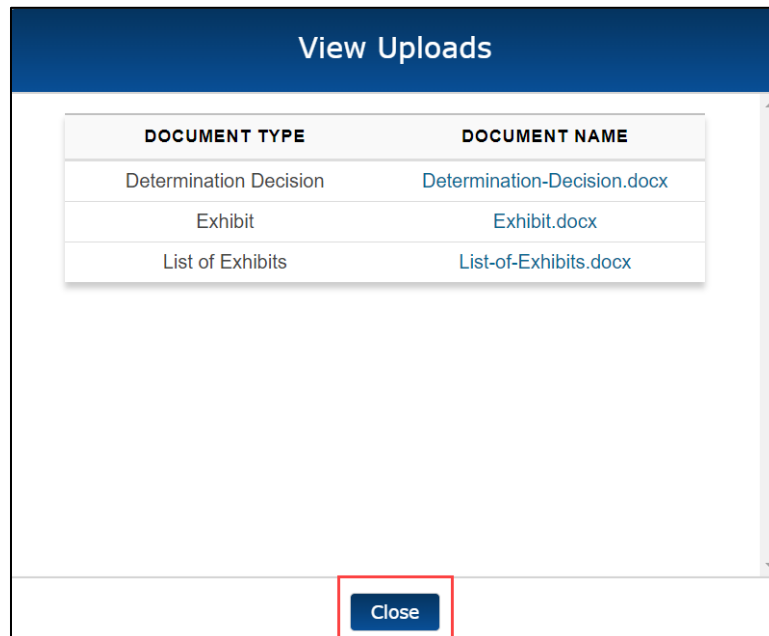 View Uploads
DOCUMENT TYPE DOCUMENT NAME
Determination Decision Determination-Decision.docx
Exhibit Exhibit.docx
List of Exhibits List-of-Exhibits.docx
Close